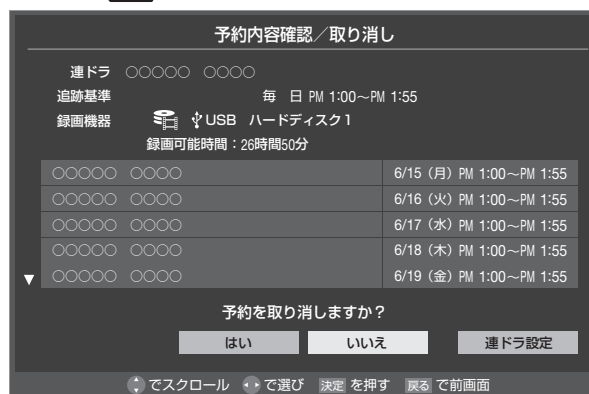 予約内容確認／取り消し
連ドラ ○○○○○ ○○○○
追跡基準 毎 日 PM 1:00～PM 1:55
録画機器 USB ハードディスク1
録画可能時間：26時間50分
○○○○○ ○○○○ 6/15（月）PM 1:00～PM 1:55
○○○○○ ○○○○ 6/16（火）PM 1:00～PM 1:55
○○○○○ ○○○○ 6/17（水）PM 1:00～PM 1:55
○○○○○ ○○○○ 6/18（木）PM 1:00～PM 1:55
▼ ○○○○○ ○○○○ 6/19（金）PM 1:00～PM 1:55
予約を取り消しますか？
はい いいえ 連ドラ設定
でスクロール で選び 決定 を押す 戻る で前画面